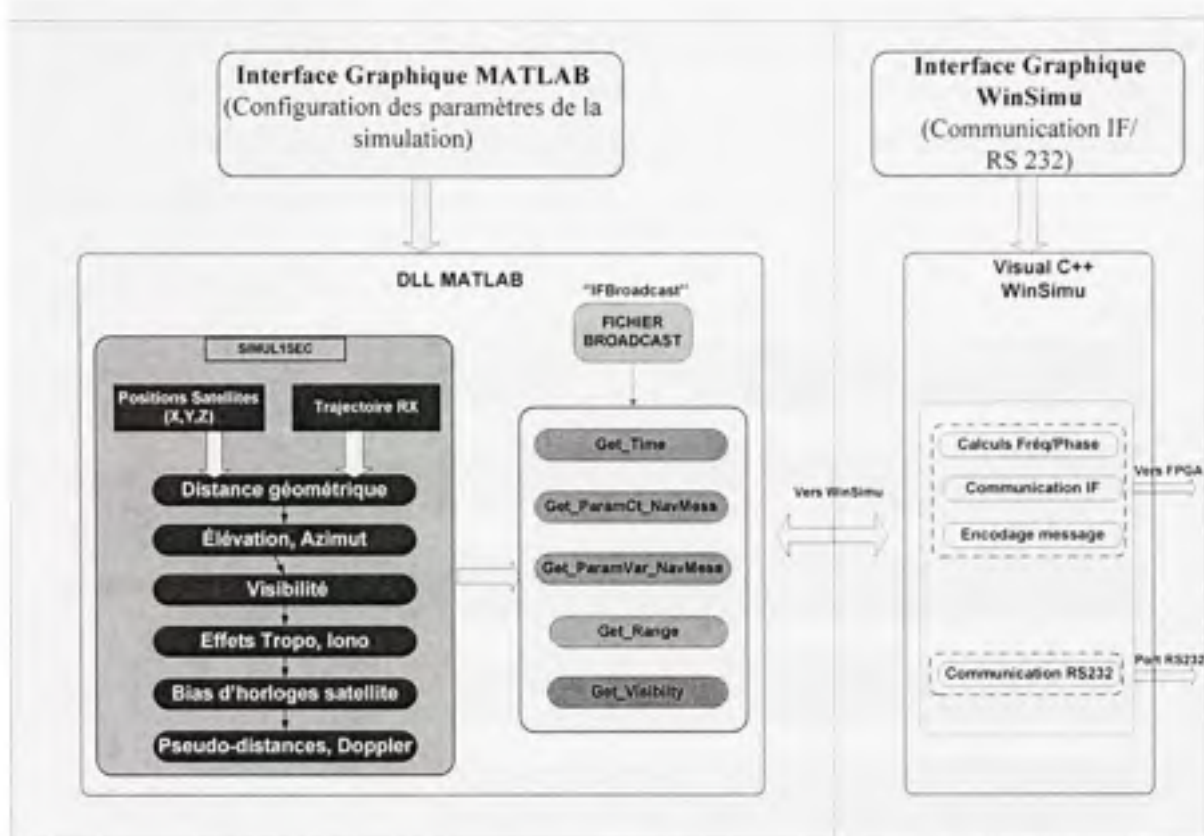 Interface Graphique MATLAB
(Configuration des paramètres de la
simulation)
Interface Graphique
WinSimu
(Communication IF/
RS 232)
DLL MATLAB
"IFBroadcast"
FICHIER
BROADCAST
SIMUL1SEC
Positions Satellites
(X,Y,Z)
Trajectoire RX
Distance géométrique
Élévation, Azimut
Visibilité
Effets Tropo, Iono
Bias d'horloges satellite
Pseudo-distances, Doppler
Get_Time
Get_ParamCt_NavMess
Get_ParamVar_NavMess
Get_Range
Get_Visibilty
Vers WinSimu
Visual C++
WinSimu
Calculs Fréq/Phase
Communication IF
Encodage message
Vers FPGA
Communication RS232
Port RS232